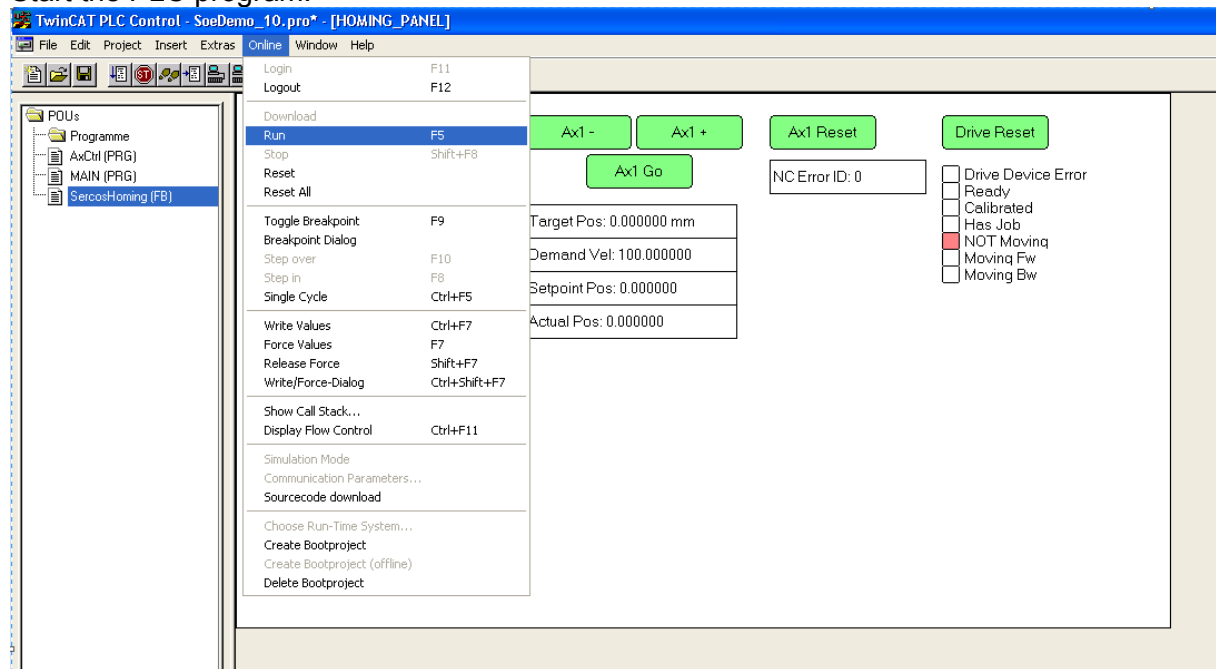 Start the PLC program.
TwinCAT PLC Control - SoeDemo_10.pro* - [HOMING_PANEL]
File Edit Project Insert Extras Online Window Help
POUs
Programme
AxCtrl (PRG)
MAIN (PRG)
SercosHoming (FB)
Login F11
Logout F12
Download
Run F5
Stop Shift+F8
Reset
Reset All
Toggle Breakpoint F9
Breakpoint Dialog
Step over F10
Step in F8
Single Cycle Ctrl+F5
Write Values Ctrl+F7
Force Values F7
Release Force Shift+F7
Write/Force-Dialog Ctrl+Shift+F7
Show Call Stack...
Display Flow Control Ctrl+F11
Simulation Mode
Communication Parameters...
Sourcecode download
Choose Run-Time System...
Create Bootproject
Create Bootproject (offline)
Delete Bootproject
Ax1 - Ax1 + Ax1 Reset Drive Reset
Ax1 Go
NC Error ID: 0
Target Pos: 0.000000 mm
Demand Vel: 100.000000
Setpoint Pos: 0.000000
Actual Pos: 0.000000
Drive Device Error
Ready
Calibrated
Has Job
NOT Moving
Moving Fw
Moving Bw